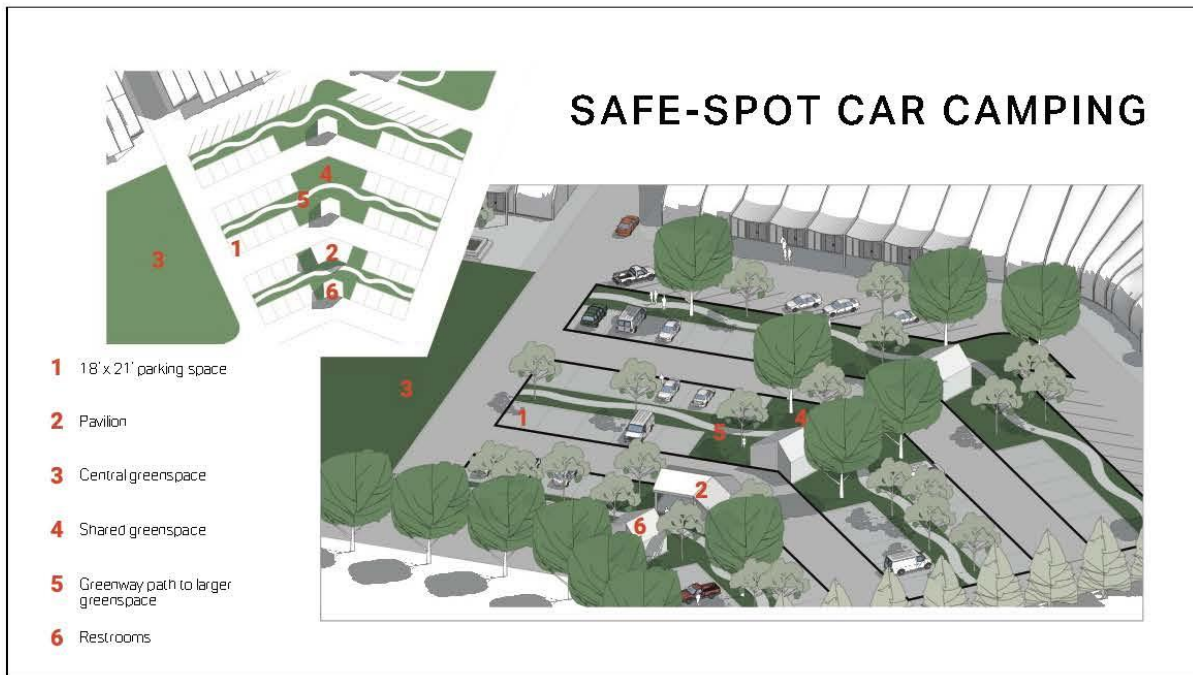 SAFE-SPOT CAR CAMPING
4
5
1
3
2
6
1 18' x 21' parking space
2 Pavilion
3 Central greenspace
4 Shared greenspace
5 Greenway path to larger
greenspace
6 Restrooms
3
1
5
4
2
6